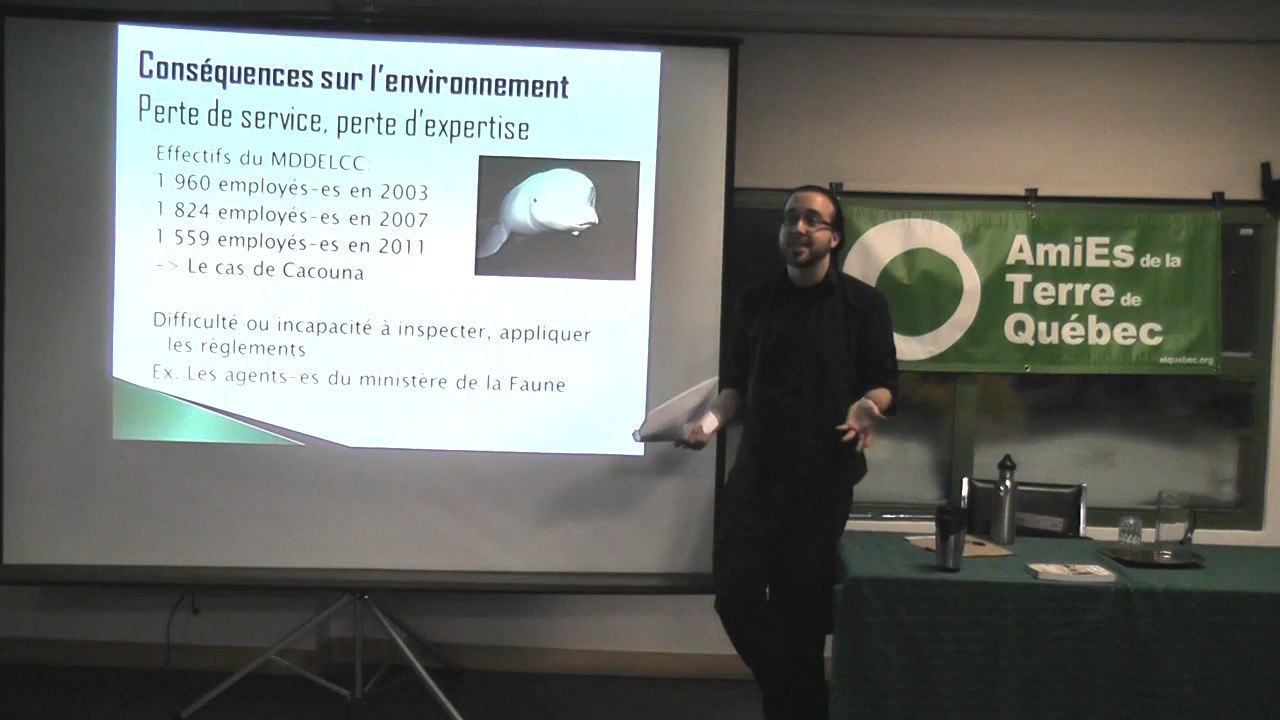 Conséquences sur l'environnement
Perte de service, perte d'expertise
Effectifs du MDDELCC:
1 960 employés-es en 2003
1 824 employés-es en 2007
1 559 employés-es en 2011
-> Le cas de Cacouna
Difficulté ou incapacité à inspecter, appliquer
les règlements
Ex. Les agents-es du ministère de la Faune
AmiEs de la
Terre de
Québec
atquebec.org